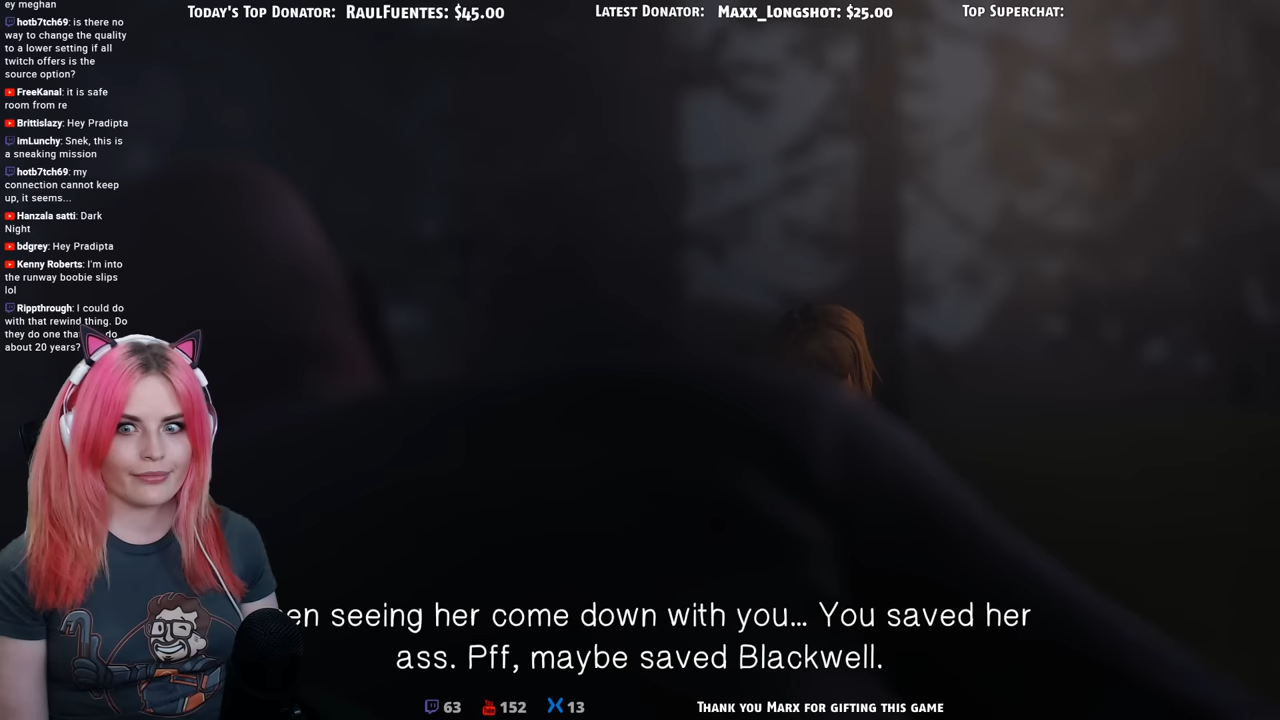 Today's Top Donator: RaulFuentes: $45.00
Latest Donator: Maxx_Longshot: $25.00
Top Superchat:
ey meghan
hotb7tch69: is there no
way to change the quality
to a lower setting if all
twitch offers is the
source option?
FreeKanal: it is safe
room from re
Brittislazy: Hey Pradipta
imLunchy: Snek, this is
a sneaking mission
hotb7tch69: my
connection cannot keep
up, it seems...
Hanzala satti: Dark
Night
bdgrey: Hey Pradipta
Kenny Roberts: I'm into
the runway boobie slips
lol
Rippthrough: I could do
with that rewind thing. Do
they do one do
about 20 years?
seeing her come down with you... You saved her
ass. Pff, maybe saved Blackwell.
63
152
13
Thank you Marx for gifting this game